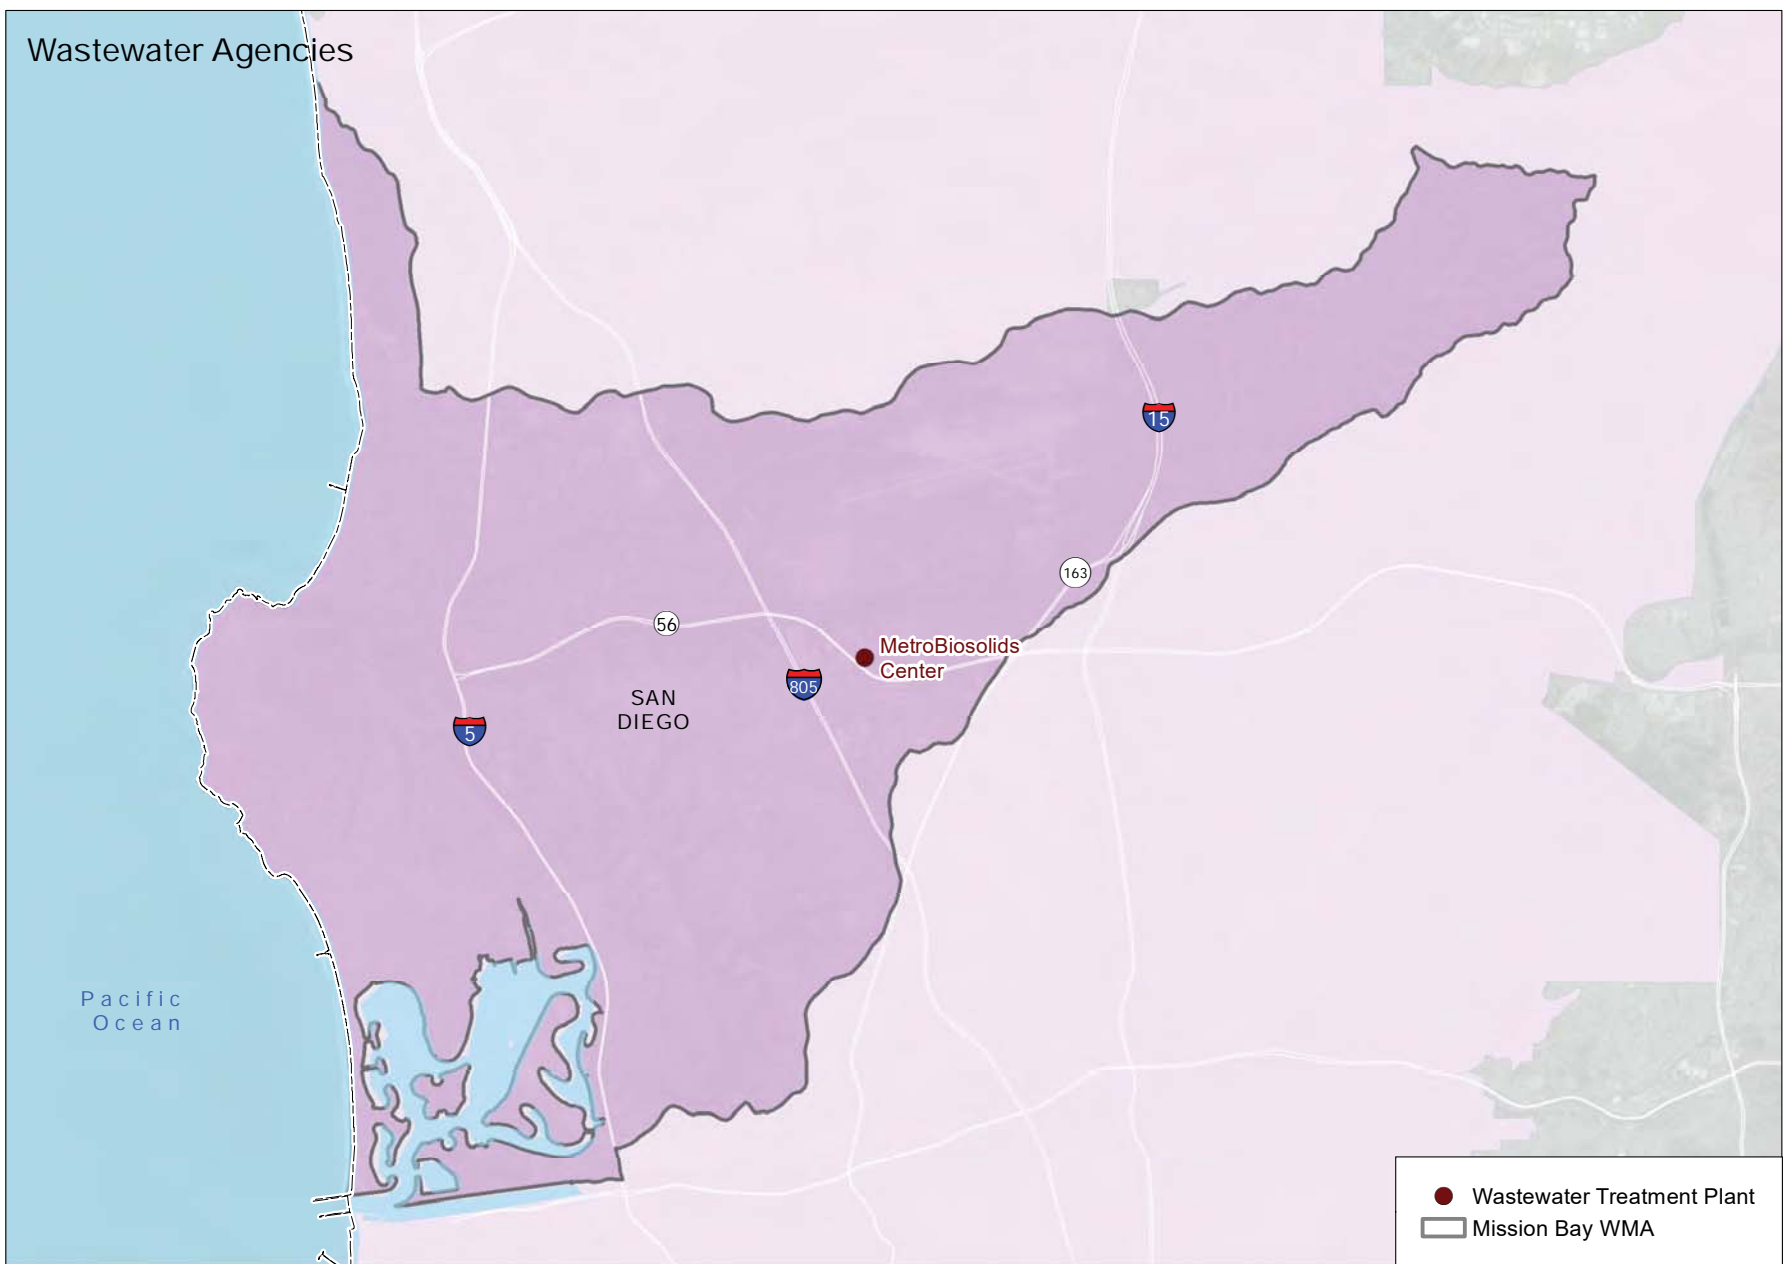 Wastewater Agencies
15
163
56
MetroBiosolids
Center
805
SAN
DIEGO
5
Pacific
Ocean
Wastewater Treatment Plant
Mission Bay WMA